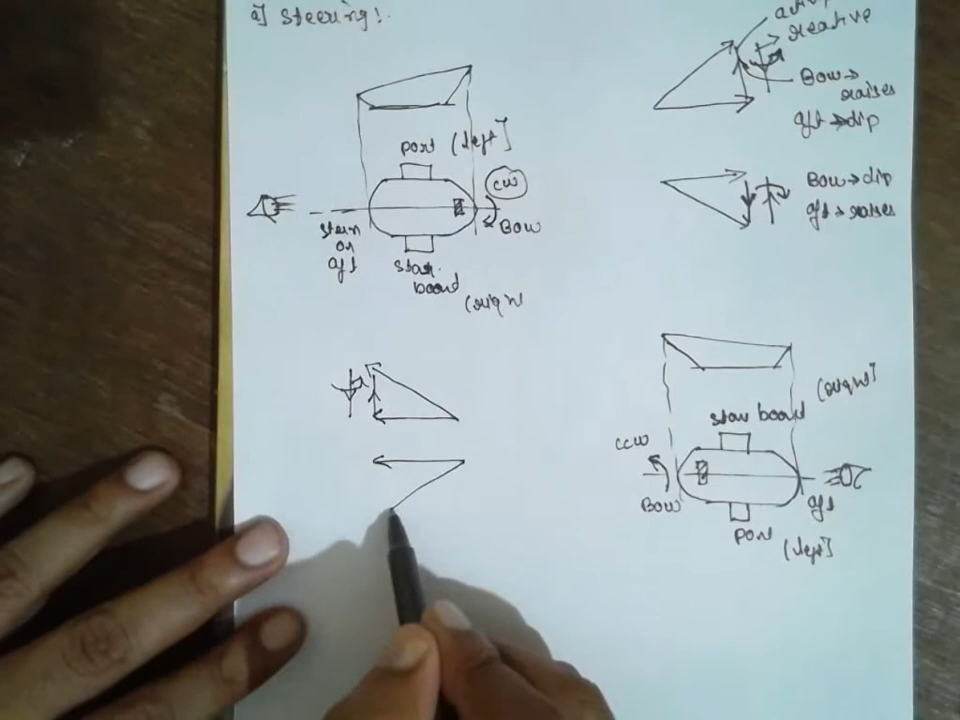 a] Steering:
Port (left]
CW
Bow
Stern
or
aft
Star
board
(right
reactive
Bow→
raises
aft→dip
Bow→dip
aft→raises
(right]
Star board
CCW
Bow
aft
Port
(left]